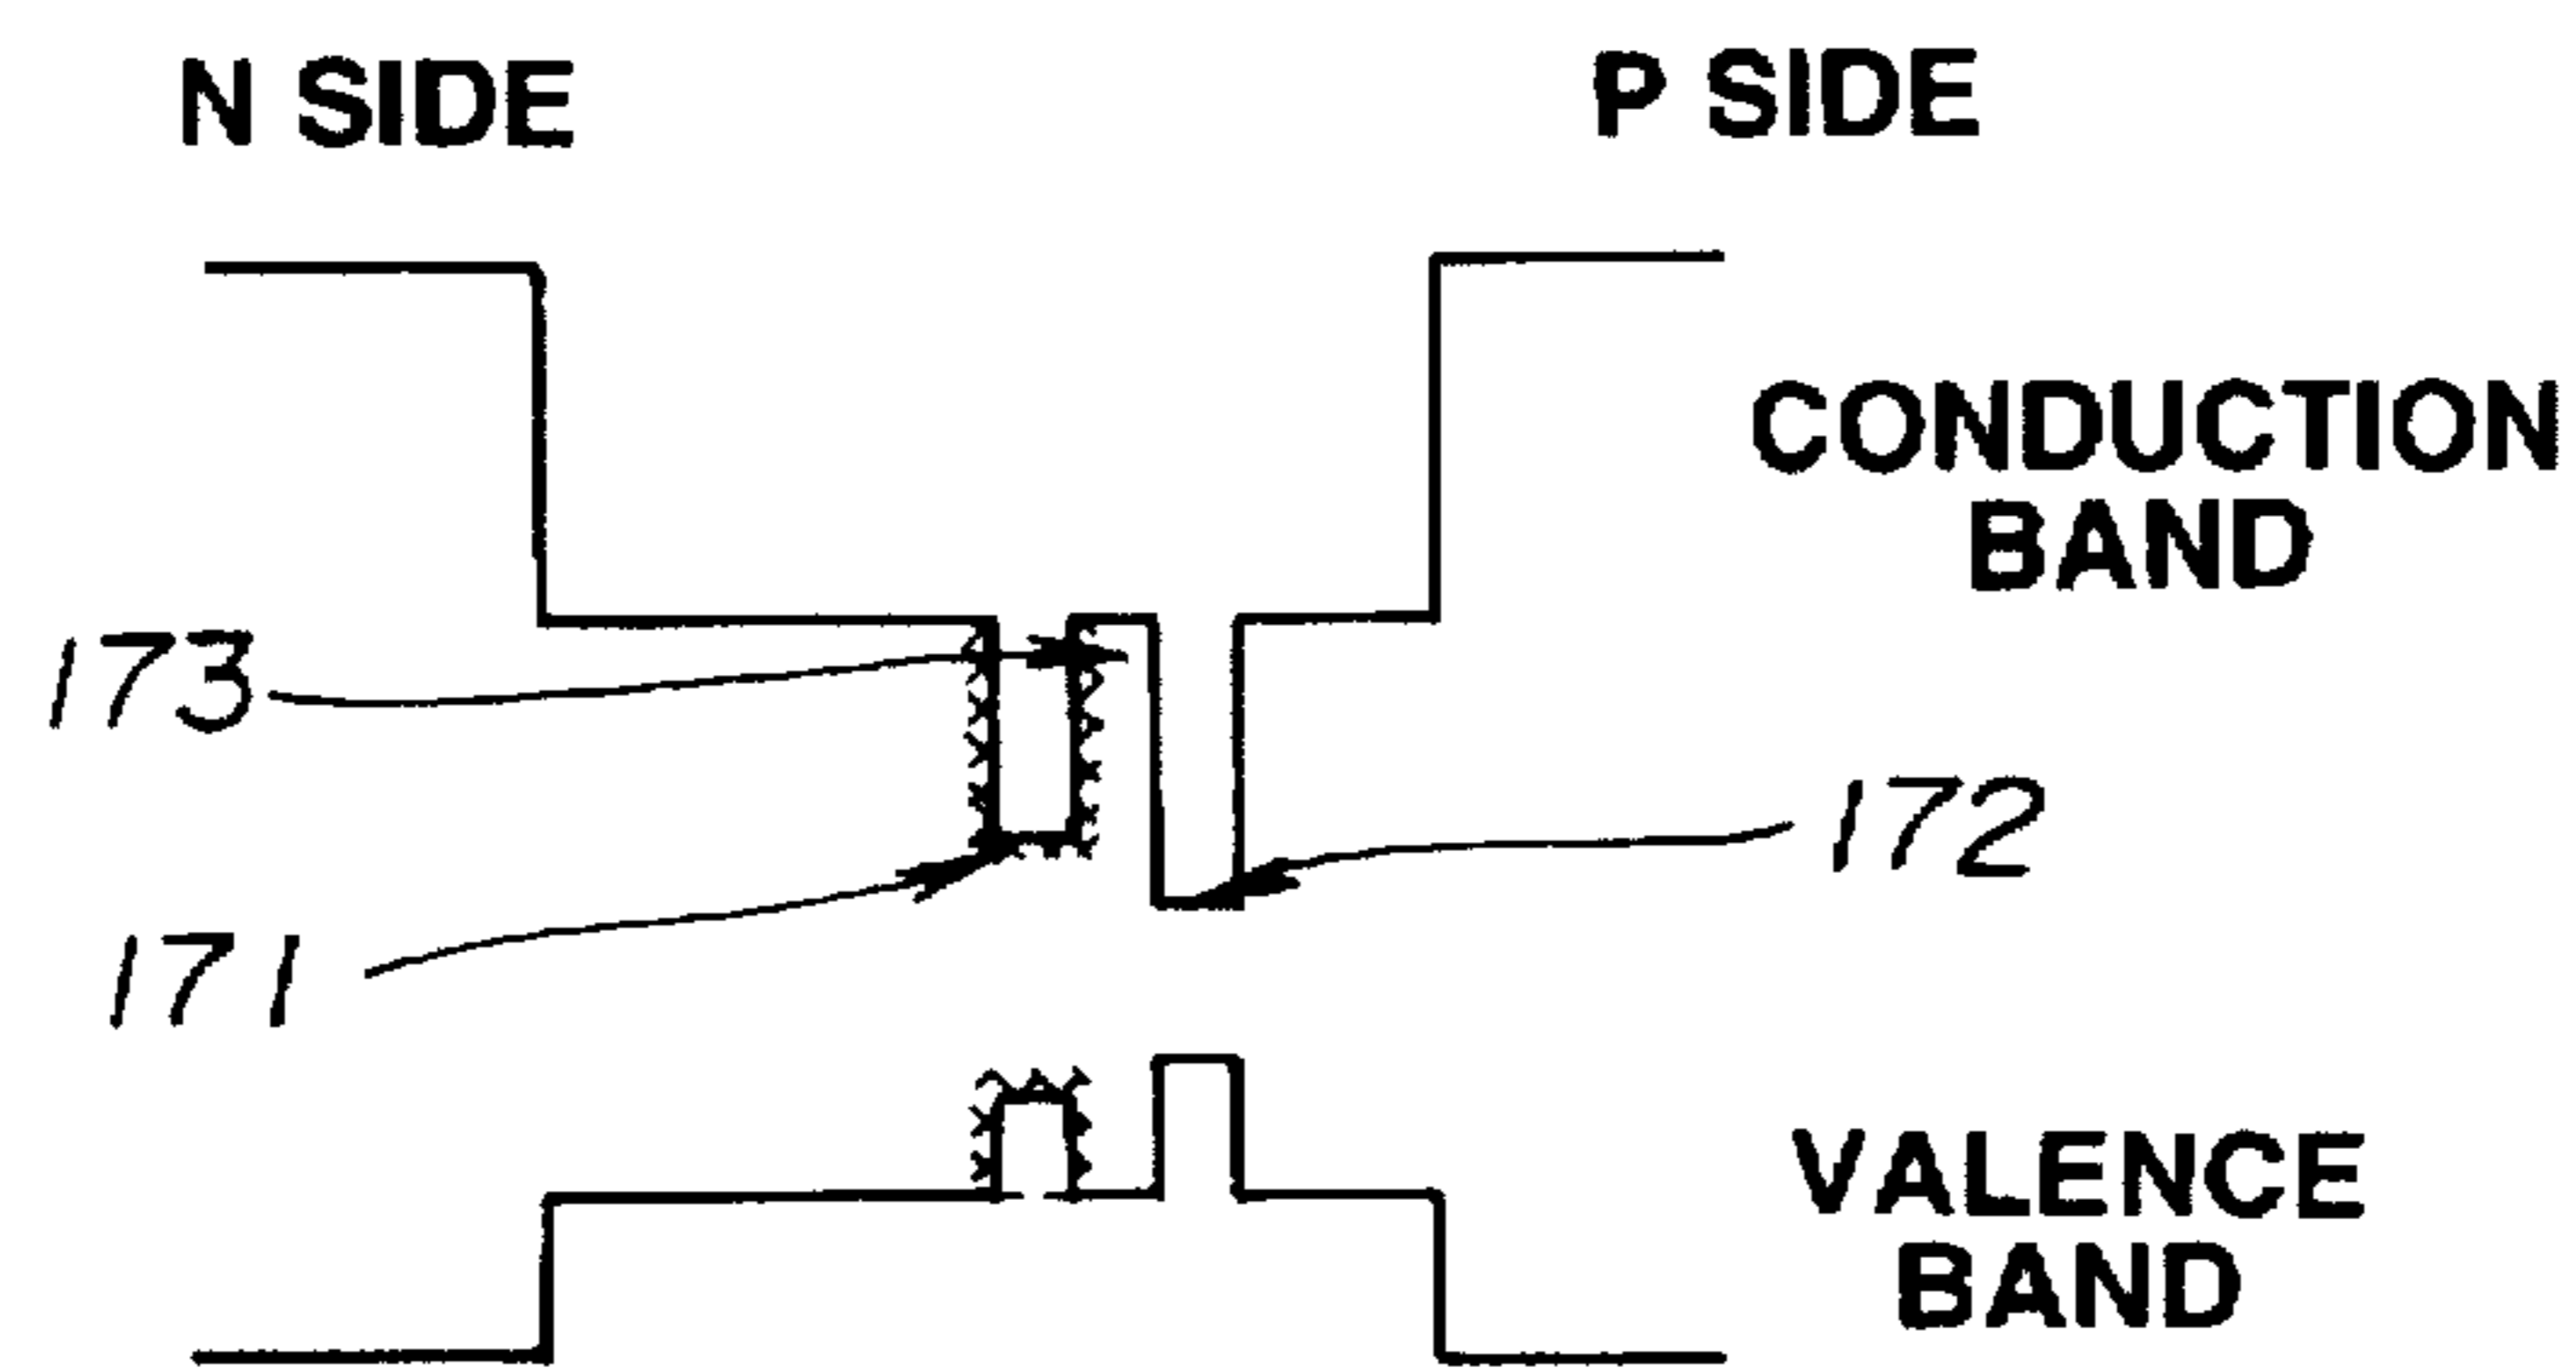 N SIDE
P SIDE
CONDUCTION
BAND
173
172
171
VALENCE
BAND